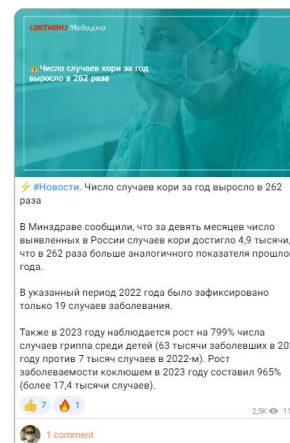 (АКТИОН) Медицина
⚠Число случаев кори за год
выросло в 262 раза
⚡ #Новости. Число случаев кори за год выросло в 262
раза
В Минздраве сообщили, что за девять месяцев число
выявленных в России случаев кори достигло 4,9 тысячи,
что в 262 раза больше аналогичного показателя
года.
В указанный период 2022 года было зафиксировано
только 19 случаев заболевания.
Также в 2023 году наблюдается рост на 799% числа
случаев гриппа среди детей (63 тысячи заболевших в
году против 7 тысяч случаев в 2022-м). Рост
заболеваемости коклюшем в 2023 году составил 965%
(более 17,4 тысячи случаев).
👍 7 🔥 1
2,5K
1 comment